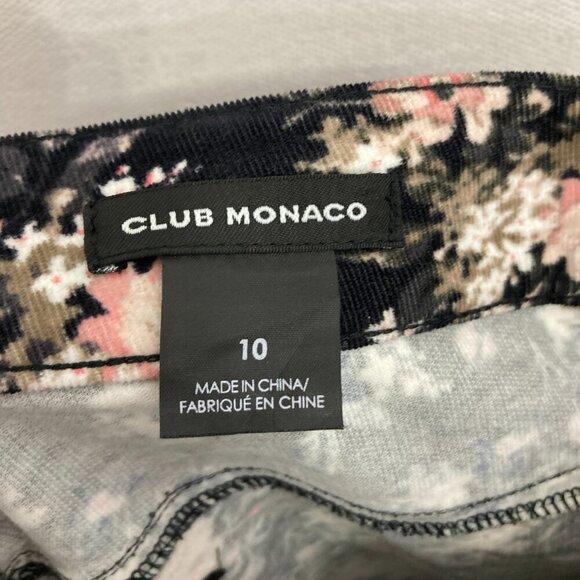 CLUB MONACO
10
MADE IN CHINA/
FABRIQUÉ EN CHINE